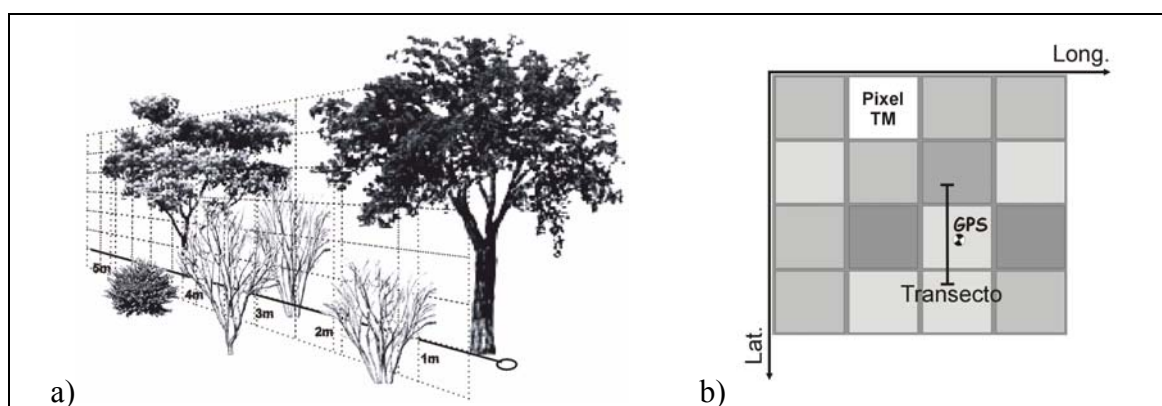 5m
4m
3m
2m
1m
a)
Long.
Pixel
TM
GPS
Transecto
Lat.
b)